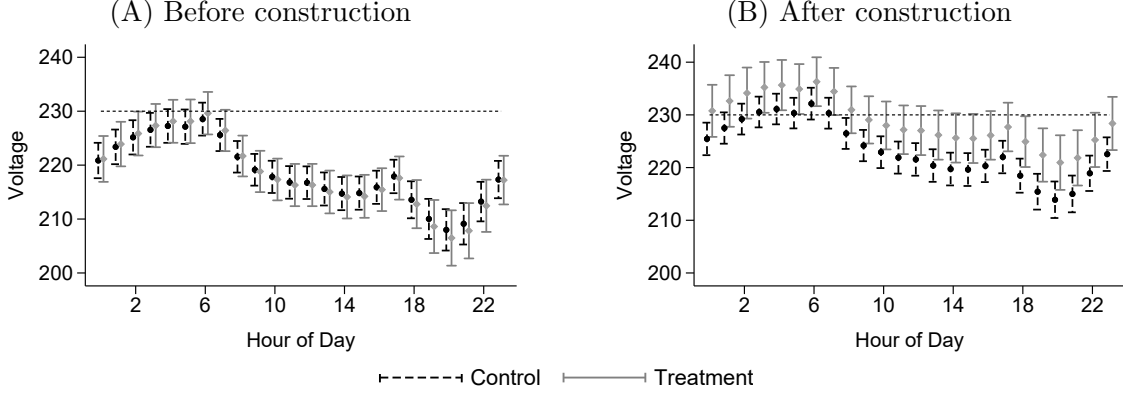 (A) Before construction
240
230
220
210
200
Voltage
2 6 10 14 18 22
Hour of Day
(B) After construction
240
230
220
210
200
Voltage
2 6 10 14 18 22
Hour of Day
Control Treatment